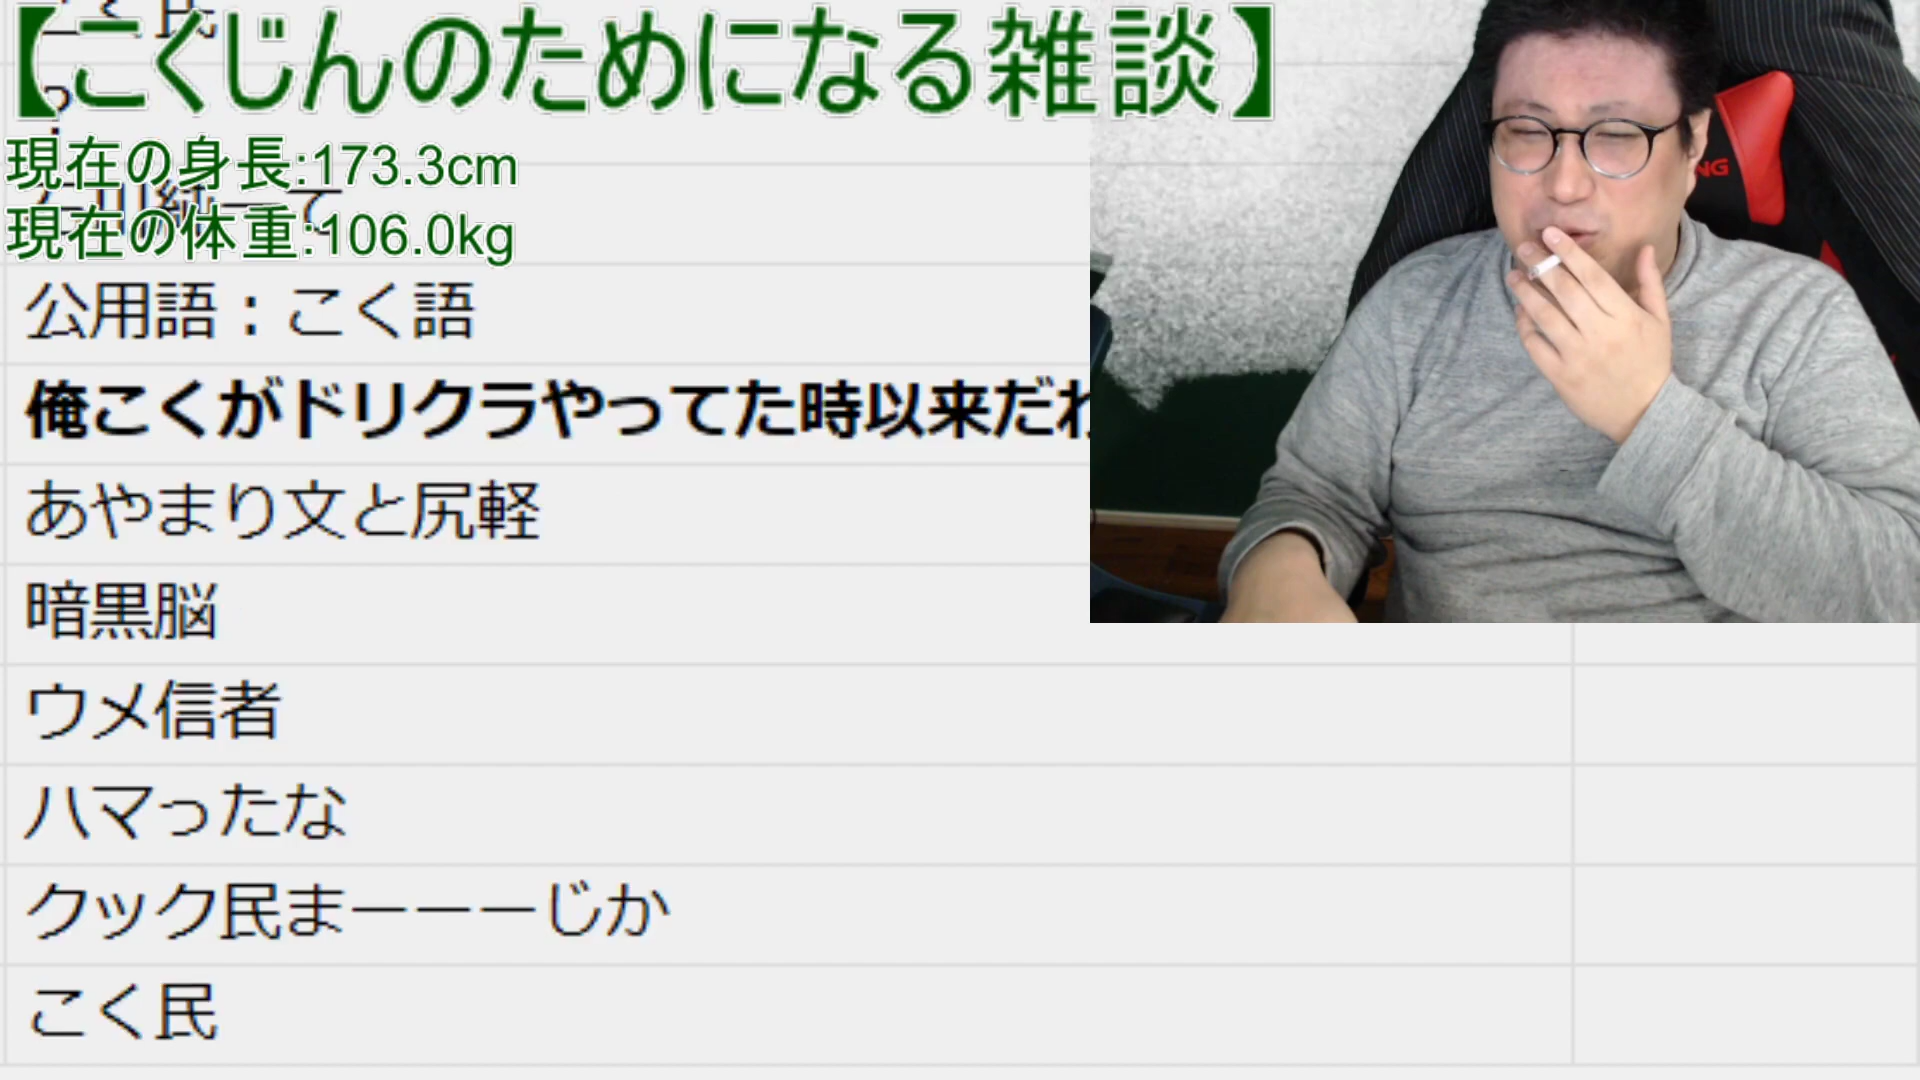 【こくじんのためになる雑談】
現在の身長:173.3cm
現在の体重:106.0kg
公用語：こく語
俺こくがドリクラやってた時以来だわ
あやまり文と尻軽
暗黒脳
ウメ信者
ハマったな
クック民まーーーじか
こく民
NG